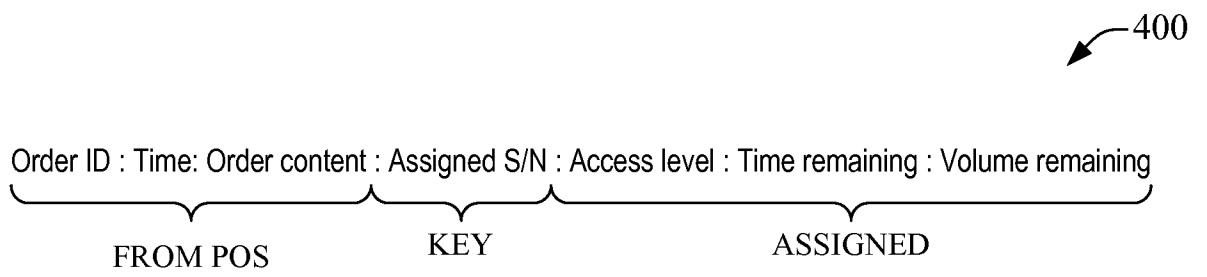 400
Order ID : Time: Order content : Assigned S/N : Access level : Time remaining : Volume remaining
FROM POS KEY ASSIGNED